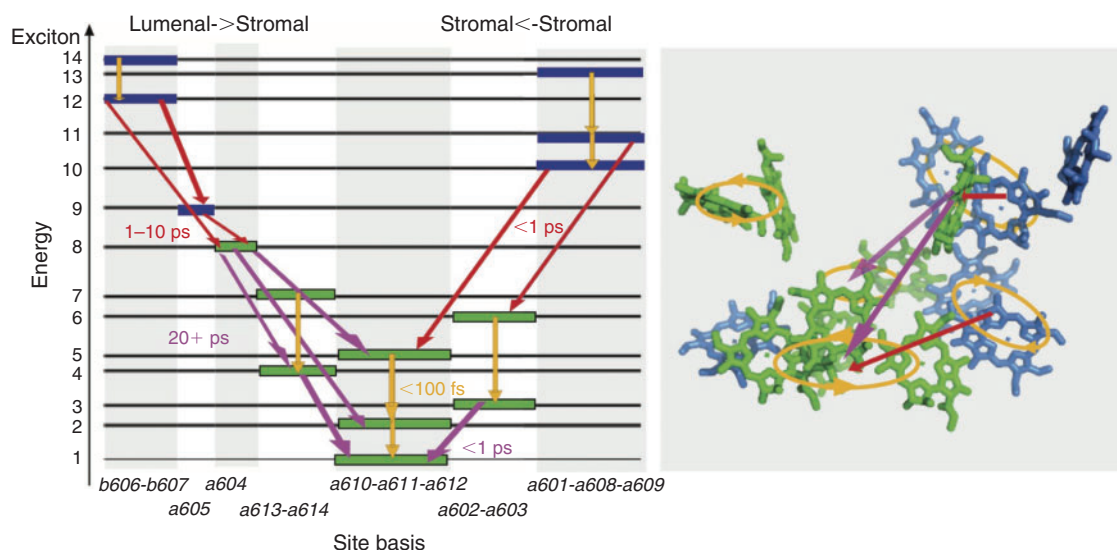 Lumenal->Stromal
Stromal<-Stromal
Exciton
14
13
12
11
10
9
8
7
6
5
4
3
2
1
Energy
1–10 ps
<1 ps
20+ ps
<100 fs
<1 ps
b606-b607
a604
a610-a611-a612
a601-a608-a609
a605
a613-a614
a602-a603
Site basis